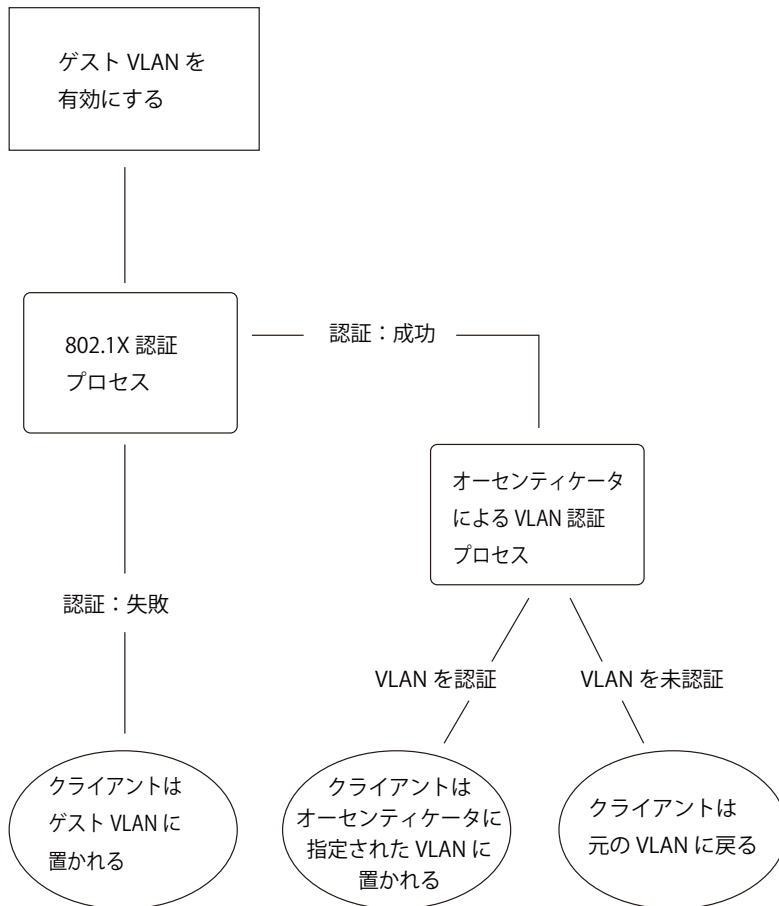 ゲスト VLAN を
有効にする
802.1X 認証
プロセス
認証：成功
オーセンティケータ
による VLAN 認証
プロセス
認証：失敗
VLAN を認証
VLAN を未認証
クライアントは
ゲスト VLAN に
置かれる
クライアントは
オーセンティケータに
指定された VLAN に
置かれる
クライアントは
元の VLAN に戻る